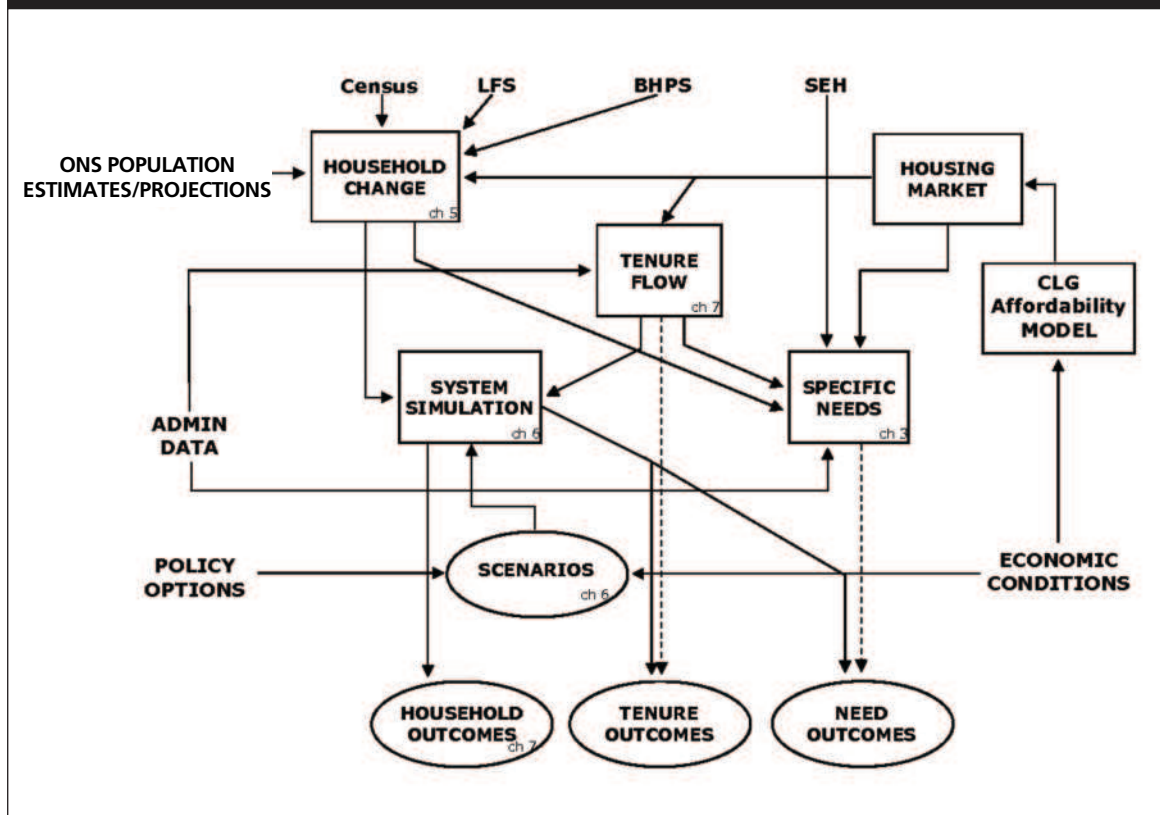 Census LFS BHPS SEH
ONS POPULATION
ESTIMATES/PROJECTIONS
HOUSEHOLD
CHANGE
ch 5
HOUSING
MARKET
TENURE
FLOW
ch 7
CLG
Affordability
MODEL
SYSTEM
SIMULATION
ch 6
SPECIFIC
NEEDS
ch 3
ADMIN
DATA
POLICY
OPTIONS
SCENARIOS
ch 6
ECONOMIC
CONDITIONS
HOUSEHOLD
OUTCOMES
ch 7
TENURE
OUTCOMES
NEED
OUTCOMES